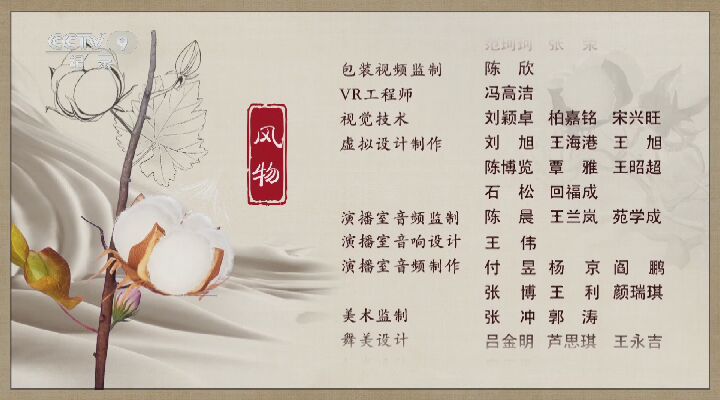 CCTV 9
纪录
风物
范珂珂 张 荣
包装视频监制 陈 欣
VR工程师 冯高洁
视觉技术 刘颖卓 柏嘉铭 宋兴旺
虚拟设计制作 刘 旭 王海港 王 旭
陈博览 覃 雅 王昭超
石 松 回福成
演播室音频监制 陈 晨 王兰岚 苑学成
演播室音响设计 王 伟
演播室音频制作 付 昱 杨 京 阎 鹏
张 博 王 利 颜瑞琪
美术监制 张 冲 郭 涛
舞美设计 吕金明 芦思琪 王永吉